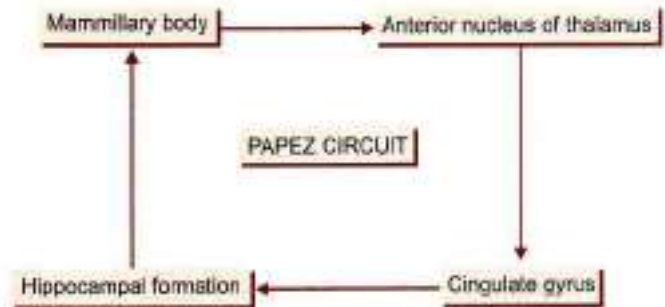 Mammillary body
Anterior nucleus of thalamus
PAPEZ CIRCUIT
Hippocampal formation
Cingulate gyrus